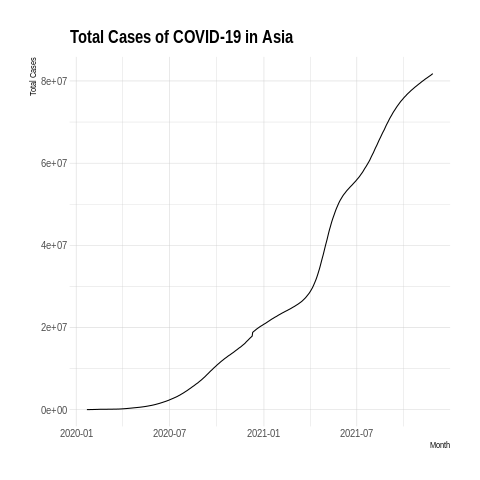 Total Cases of COVID-19 in Asia
Total Cases
8e+07
6e+07
4e+07
2e+07
0e+00
2020-01 2020-07 2021-01 2021-07
Month